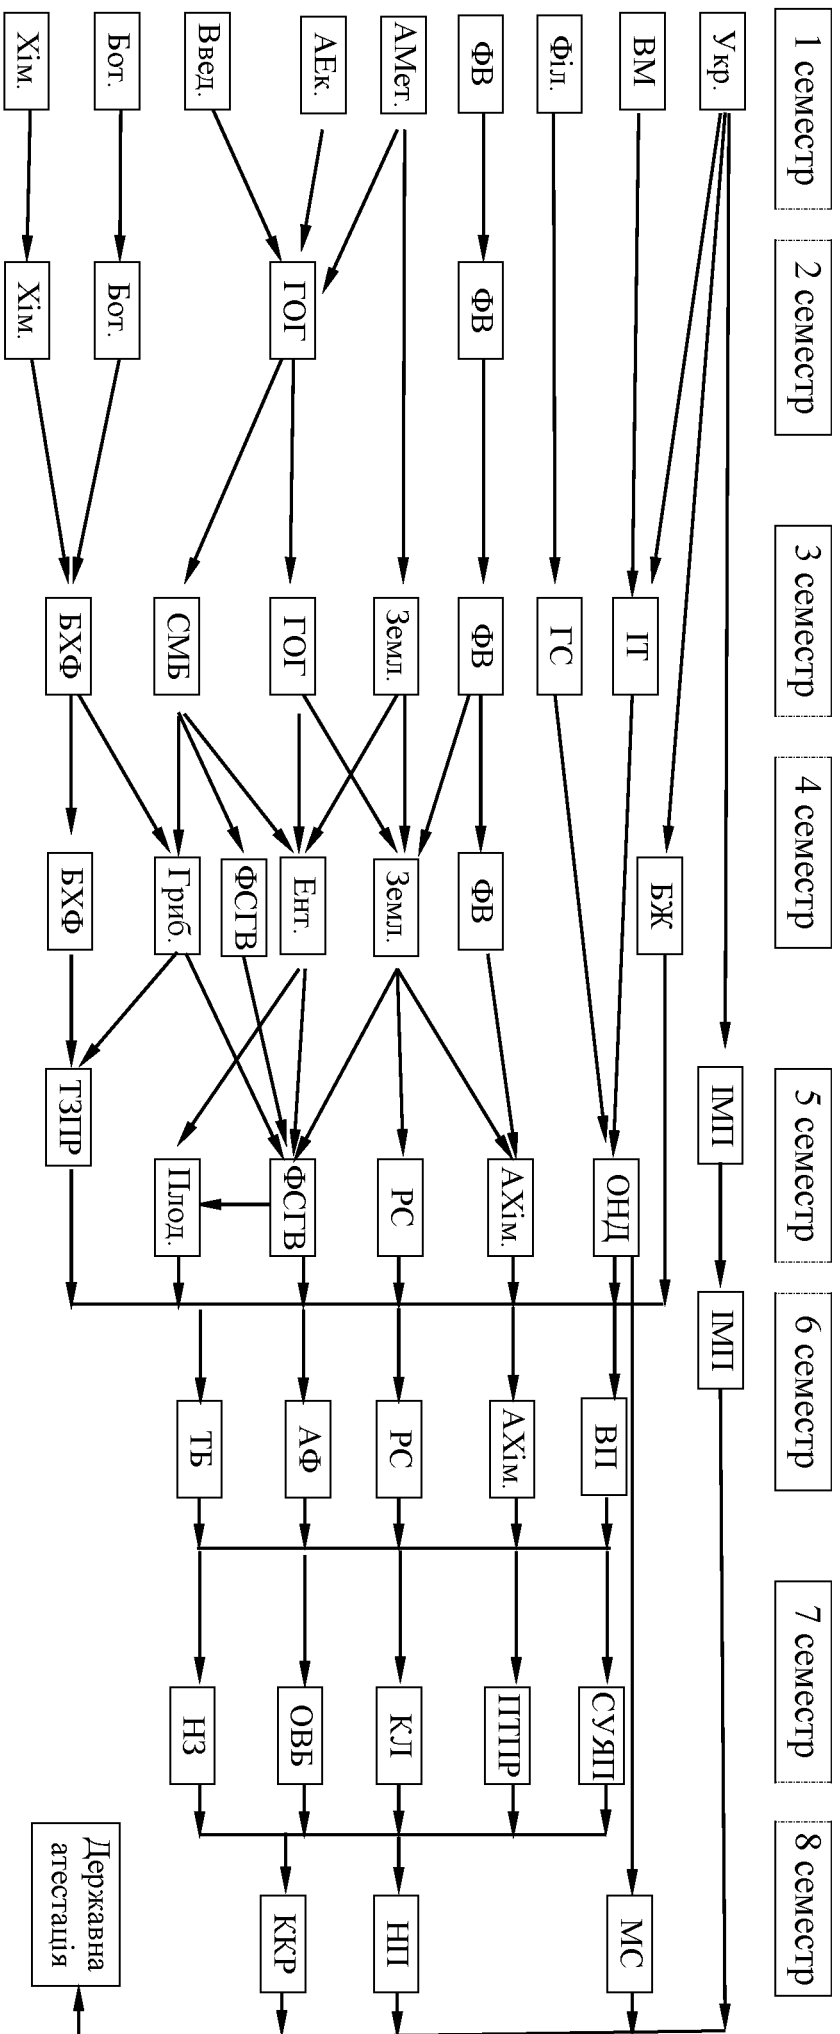 1 семестр
2 семестр
3 семестр
4 семестр
5 семестр
6 семестр
7 семестр
8 семестр
Укр.
ІМП
ІМП
ВМ
ІТ
БЖ
ОНД
ВП
СУЯП
МС
Філ.
ГС
ФВ
ФВ
ФВ
ФВ
АХім.
АХім.
ПТПР
АМет.
Земл.
Земл.
РС
РС
КЛ
НП
АЕк.
ГОГ
ГОГ
Ент.
ФСГВ
АФ
ОВБ
ККР
Введ.
СМБ
ФСГВ
Гриб.
Плод.
ТБ
НЗ
Бот.
Бот.
БХФ
БХФ
ТЗПР
Державна
атестація
Хім.
Хім.